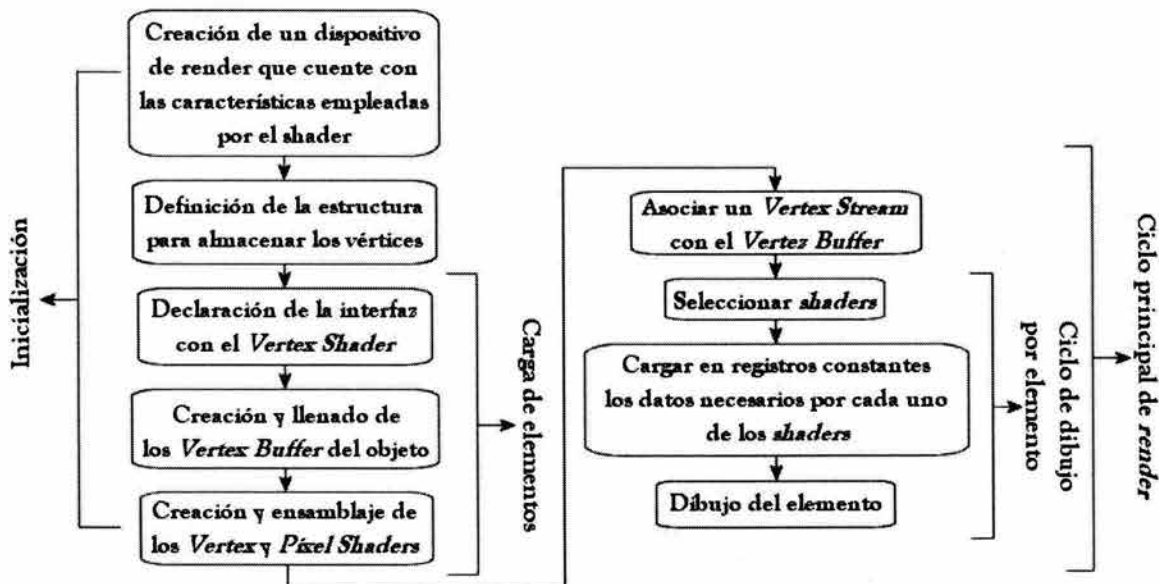 Creación de un dispositivo
de render que cuente con
las características empleadas
por el shader
Definición de la estructura
para almacenar los vértices
Declaración de la interfaz
con el Vertex Shader
Creación y llenado de
los Vertex Buffer del objeto
Creación y ensamblaje de
los Vertex y Píxel Shaders
Inicialización
Carga de elementos
Asociar un Vertex Stream
con el Vertez Buffer
Seleccionar shaders
Cargar en registros constantes
los datos necesarios por cada uno
de los shaders
Dibujo del elemento
Ciclo de dibujo
por elemento
Ciclo principal de render